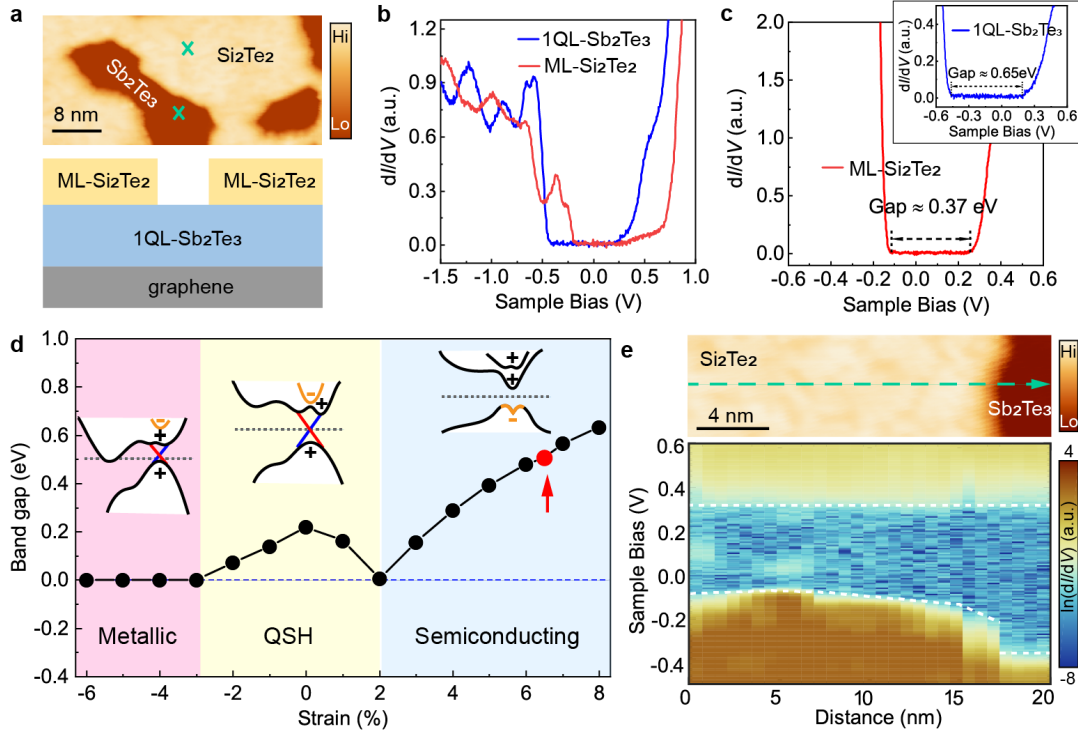 a
Si₂Te₂
Sb₂Te₃
8 nm
Hi
Lo
ML-Si₂Te₂
ML-Si₂Te₂
1QL-Sb₂Te₃
graphene
b
1QL-Sb₂Te₃
ML-Si₂Te₂
dI/dV (a.u.)
1.2
0.9
0.6
0.3
0.0
-1.5 -1.0 -0.5 0.0 0.5 1.0
Sample Bias (V)
c
dI/dV (a.u.)
2.0
1.5
1.0
0.5
0.0
ML-Si₂Te₂
Gap ≈ 0.37 eV
-0.6 -0.4 -0.2 0.0 0.2 0.4 0.6
Sample Bias (V)
1QL-Sb₂Te₃
Gap ≈ 0.65eV
dI/dV (a.u.)
0.6
0.4
0.2
0.0
-0.6 -0.3 0.0 0.3 0.6
Sample Bias (V)
d
Band gap (eV)
1.0
0.8
0.6
0.4
0.2
0.0
-0.2
0.4
-
+
+
-
+
+
+
+
-
Metallic
QSH
Semiconducting
-6 -4 -2 0 2 4 6 8
Strain (%)
e
Si₂Te₂
Sb₂Te₃
4 nm
Hi
Lo
Sample Bias (V)
0.6
0.4
0.2
0.0
-0.2
-0.4
0 5 10 15 20
Distance (nm)
4
-8
ln(dI/dV) (a.u.)